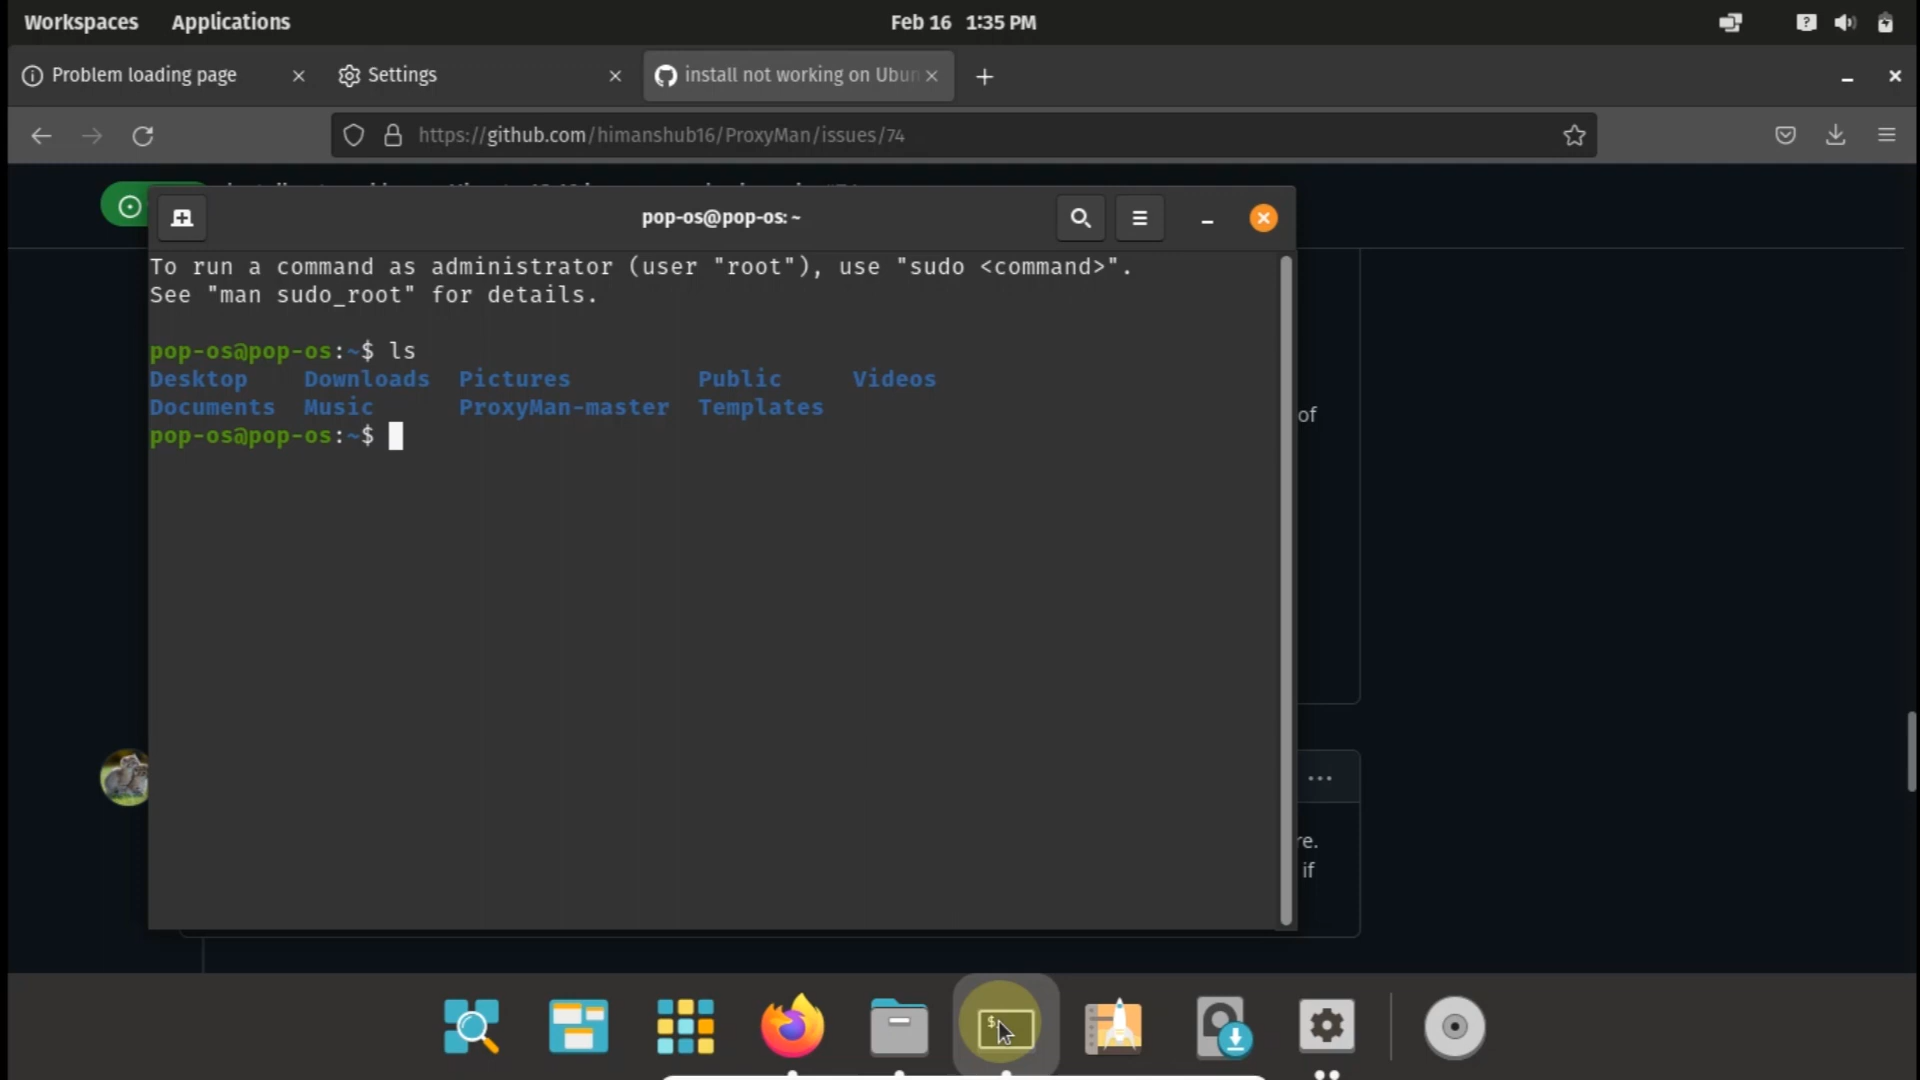 Workspaces Applications Feb 16 1:35 PM
Problem loading page Settings install not working on Ubun
https://github.com/himanshub16/ProxyMan/issues/74
pop-os@pop-os: ~
To run a command as administrator (user "root"), use "sudo <command>".
See "man sudo_root" for details.
pop-os@pop-os:~$ ls
Desktop Downloads Pictures Public Videos
Documents Music ProxyMan-master Templates
pop-os@pop-os:~$
of
re.
if